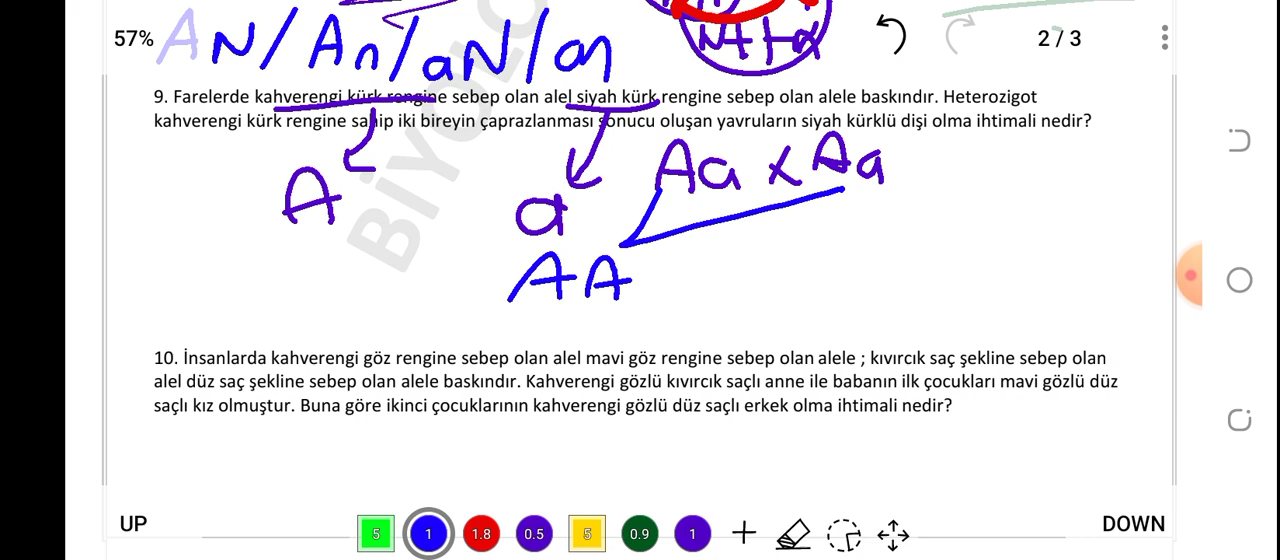 57% AN/An/aN/an 2 / 3
9. Farelerde kahverengi kürk rengine sebep olan alel siyah kürk rengine sebep olan alele baskındır. Heterozigot
kahverengi kürk rengine sahip iki bireyin çaprazlanması sonucu oluşan yavruların siyah kürklü dişi olma ihtimali nedir?
Aa x Aa
A a
AA
BİYOLO
10. İnsanlarda kahverengi göz rengine sebep olan alel mavi göz rengine sebep olan alele ; kıvırcık saç şekline sebep olan
alel düz saç şekline sebep olan alele baskındır. Kahverengi gözlü kıvırcık saçlı anne ile babanın ilk çocukları mavi gözlü düz
saçlı kız olmuştur. Buna göre ikinci çocuklarının kahverengi gözlü düz saçlı erkek olma ihtimali nedir?
UP 5 1 1.8 0.5 5 0.9 1 DOWN